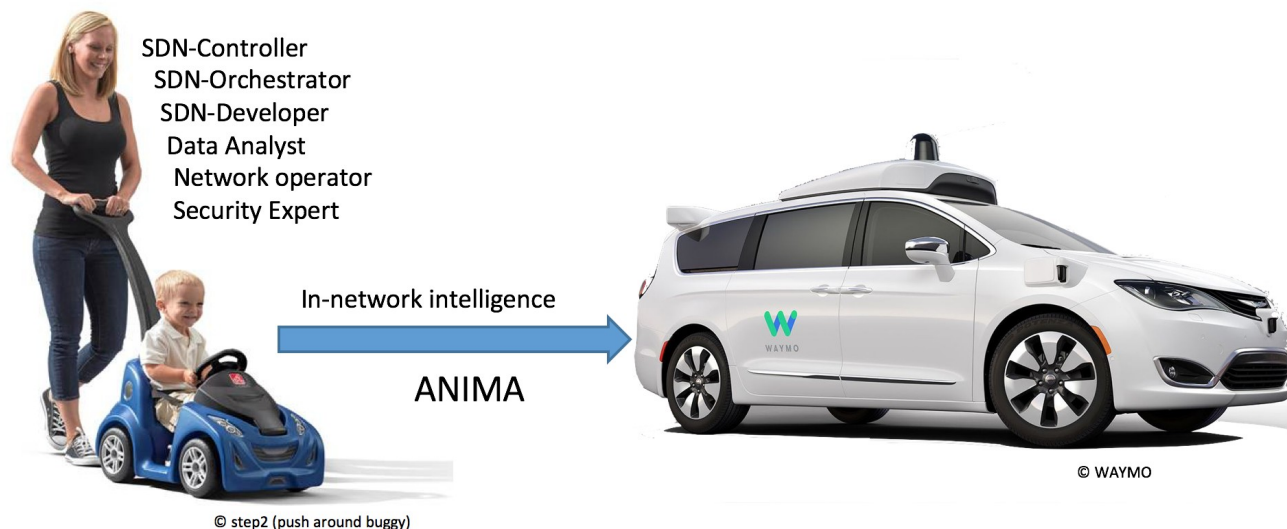 SDN-Controller
SDN-Orchestrator
SDN-Developer
Data Analyst
Network operator
Security Expert
In-network intelligence
ANIMA
WAYMO
© WAYMO
© step2 (push around buggy)